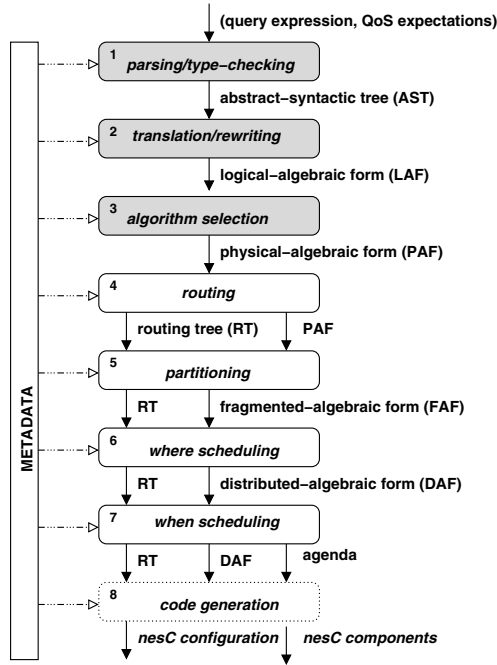 (query expression, QoS expectations)
1 parsing/type−checking
abstract−syntactic tree (AST)
2 translation/rewriting
logical−algebraic form (LAF)
3 algorithm selection
physical−algebraic form (PAF)
4 routing
routing tree (RT) PAF
5 partitioning
RT fragmented−algebraic form (FAF)
METADATA
6 where scheduling
RT distributed−algebraic form (DAF)
7 when scheduling
RT DAF agenda
8 code generation
nesC configuration nesC components